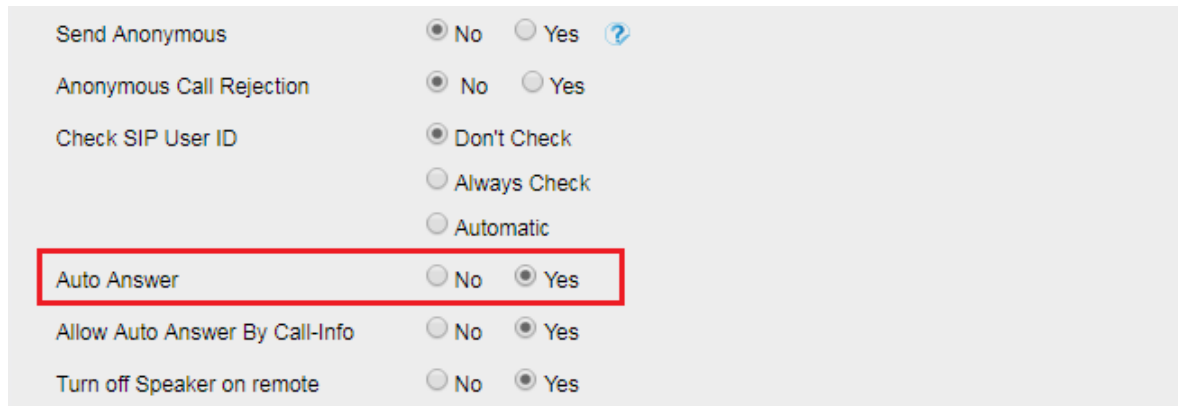 Send Anonymous No Yes ?
Anonymous Call Rejection No Yes
Check SIP User ID Don't Check
Always Check
Automatic
Auto Answer No Yes
Allow Auto Answer By Call-Info No Yes
Turn off Speaker on remote No Yes